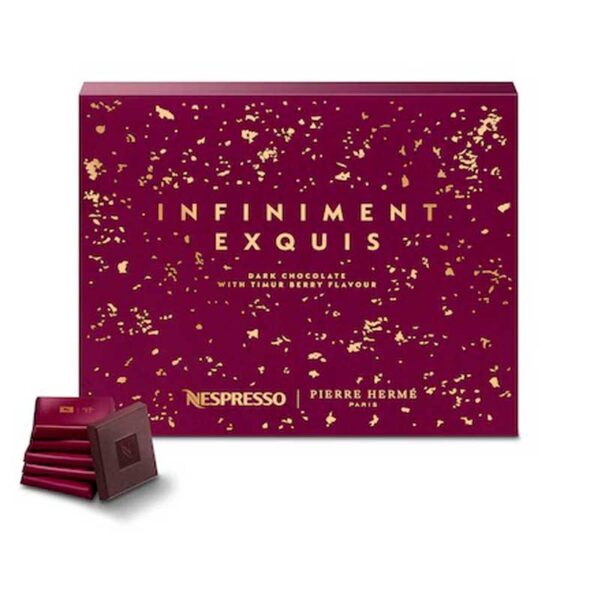 INFINIMENT
EXQUIS
DARK CHOCOLATE
WITH TIMUR BERRY FLAVOUR
NESPRESSO | PIERRE HERMÉ
PARIS